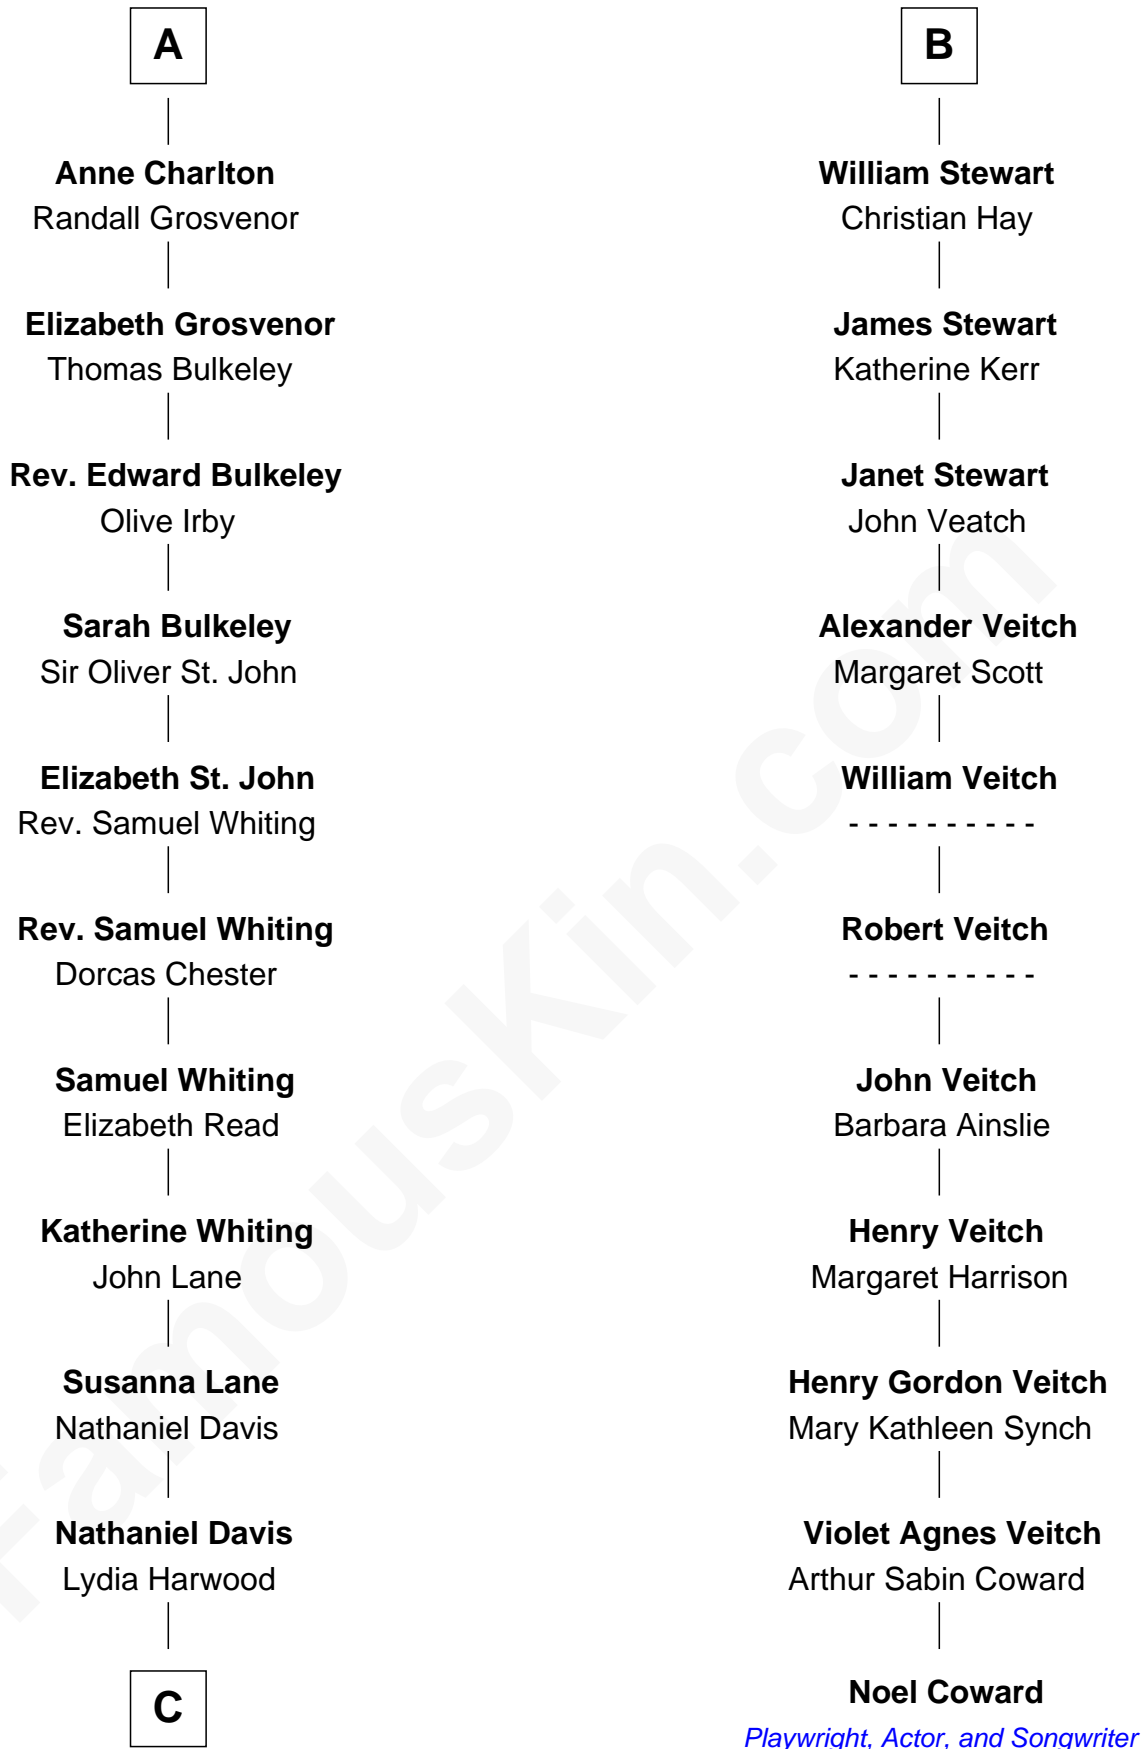 A
Anne Charlton
Randall Grosvenor
Elizabeth Grosvenor
Thomas Bulkeley
Rev. Edward Bulkeley
Olive Irby
Sarah Bulkeley
Sir Oliver St. John
Elizabeth St. John
Rev. Samuel Whiting
Rev. Samuel Whiting
Dorcas Chester
Samuel Whiting
Elizabeth Read
Katherine Whiting
John Lane
Susanna Lane
Nathaniel Davis
Nathaniel Davis
Lydia Harwood
C
B
William Stewart
Christian Hay
James Stewart
Katherine Kerr
Janet Stewart
John Veatch
Alexander Veitch
Margaret Scott
William Veitch
- - - - - - - - - -
Robert Veitch
- - - - - - - - - -
John Veitch
Barbara Ainslie
Henry Veitch
Margaret Harrison
Henry Gordon Veitch
Mary Kathleen Synch
Violet Agnes Veitch
Arthur Sabin Coward
Noel Coward
Playwright, Actor, and Songwriter
FamousKin.com